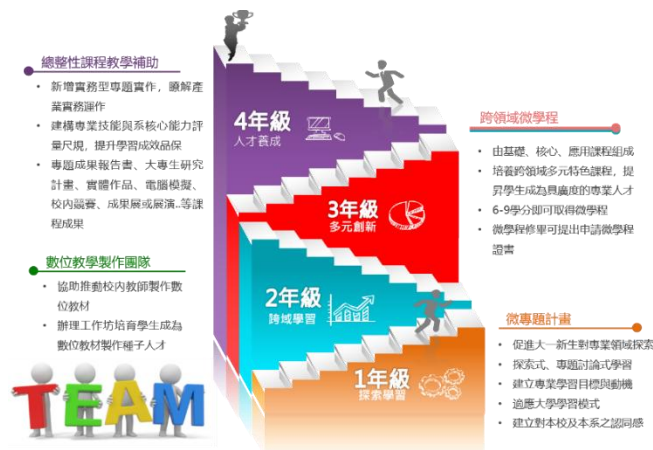 總整性課程教學補助
• 新增實務型專題實作，瞭解產
業實務運作
• 建構專業技能與系核心能力評
量尺規，提升學習成效品保
• 專題成果報告書、大專生研究
計畫、實體作品、電腦模擬、
校內競賽、成果展或展演..等課
程成果
數位教學製作團隊
• 協助推動校內教師製作數
位教材
• 辦理工作坊培育學生成為
數位教材製作種子人才
TEAM
4年級
人才養成
3年級
多元創新
2年級
跨域學習
1年級
探索學習
跨領域微學程
• 由基礎、核心、應用課程組成
• 培養跨領域多元特色課程，提
昇學生成為具廣度的專業人才
• 6-9學分即可取得微學程
• 微學程修畢可提出申請微學程
證書
微專題計畫
• 促進大一新生對專業領域探索
• 探索式、專題討論式學習
• 建立專業學習目標與動機
• 適應大學學習模式
• 建立對本校及本系之認同感